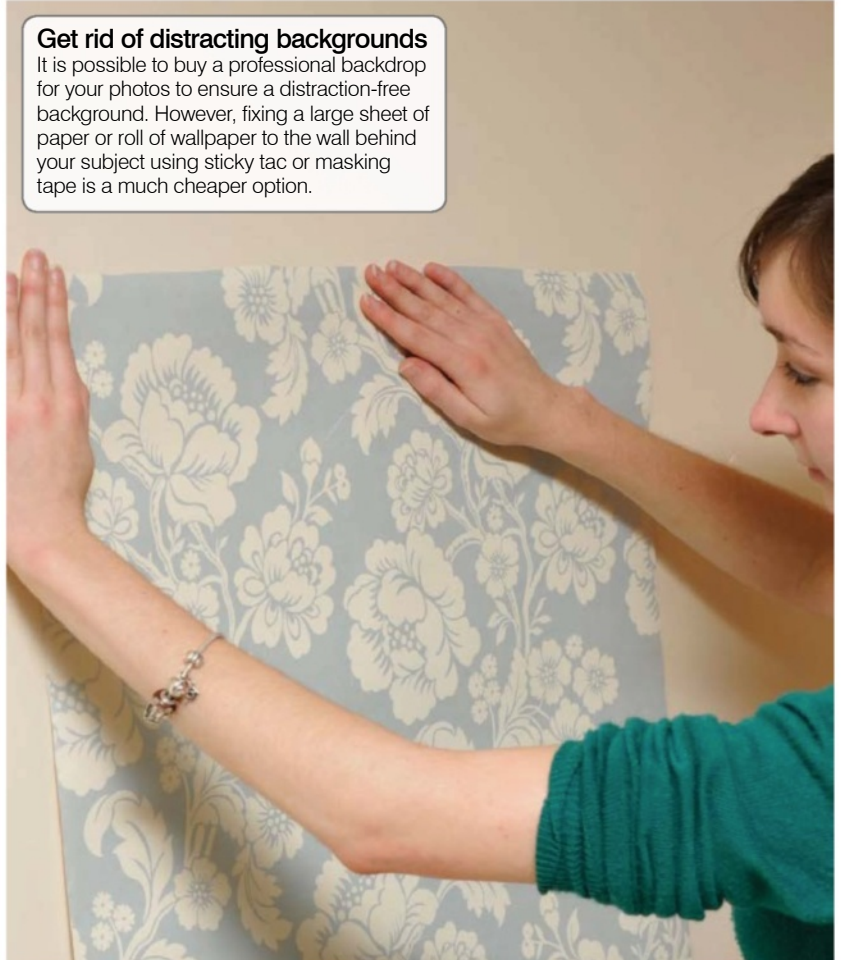 Get rid of distracting backgrounds
It is possible to buy a professional backdrop
for your photos to ensure a distraction-free
background. However, fixing a large sheet of
paper or roll of wallpaper to the wall behind
your subject using sticky tac or masking
tape is a much cheaper option.